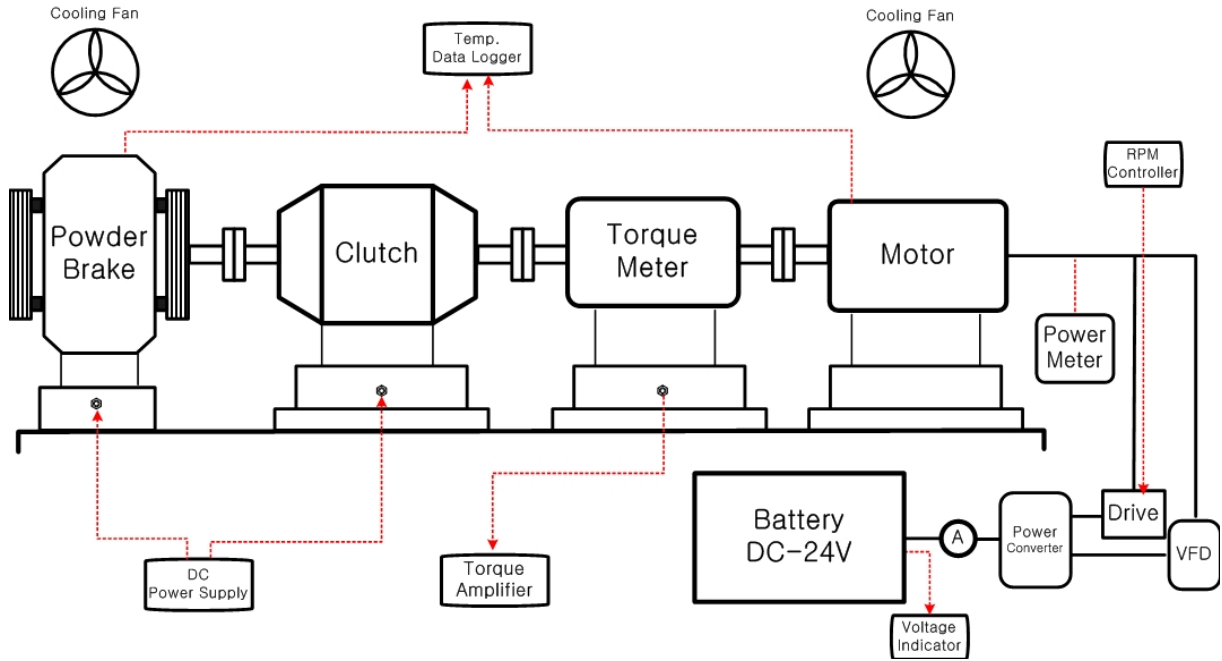 Cooling Fan
Temp.
Data Logger
Cooling Fan
RPM
Controller
Powder
Brake
Clutch
Torque
Meter
Motor
Power
Meter
Battery
DC-24V
A
Power
Converter
Drive
VFD
DC
Power Supply
Torque
Amplifier
Voltage
Indicator